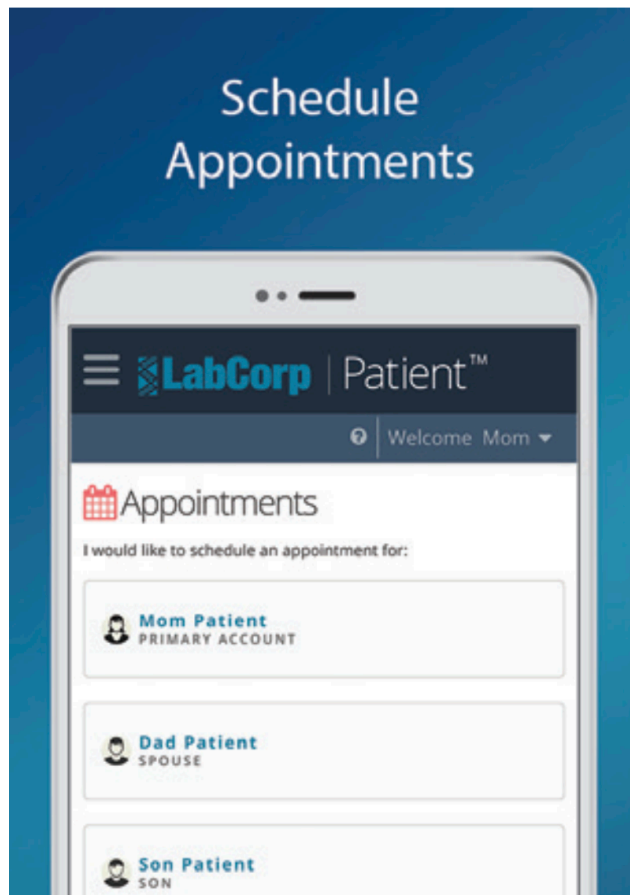 Schedule
Appointments
LabCorp | Patient™
Welcome Mom
Appointments
I would like to schedule an appointment for:
Mom Patient
PRIMARY ACCOUNT
Dad Patient
SPOUSE
Son Patient
SON